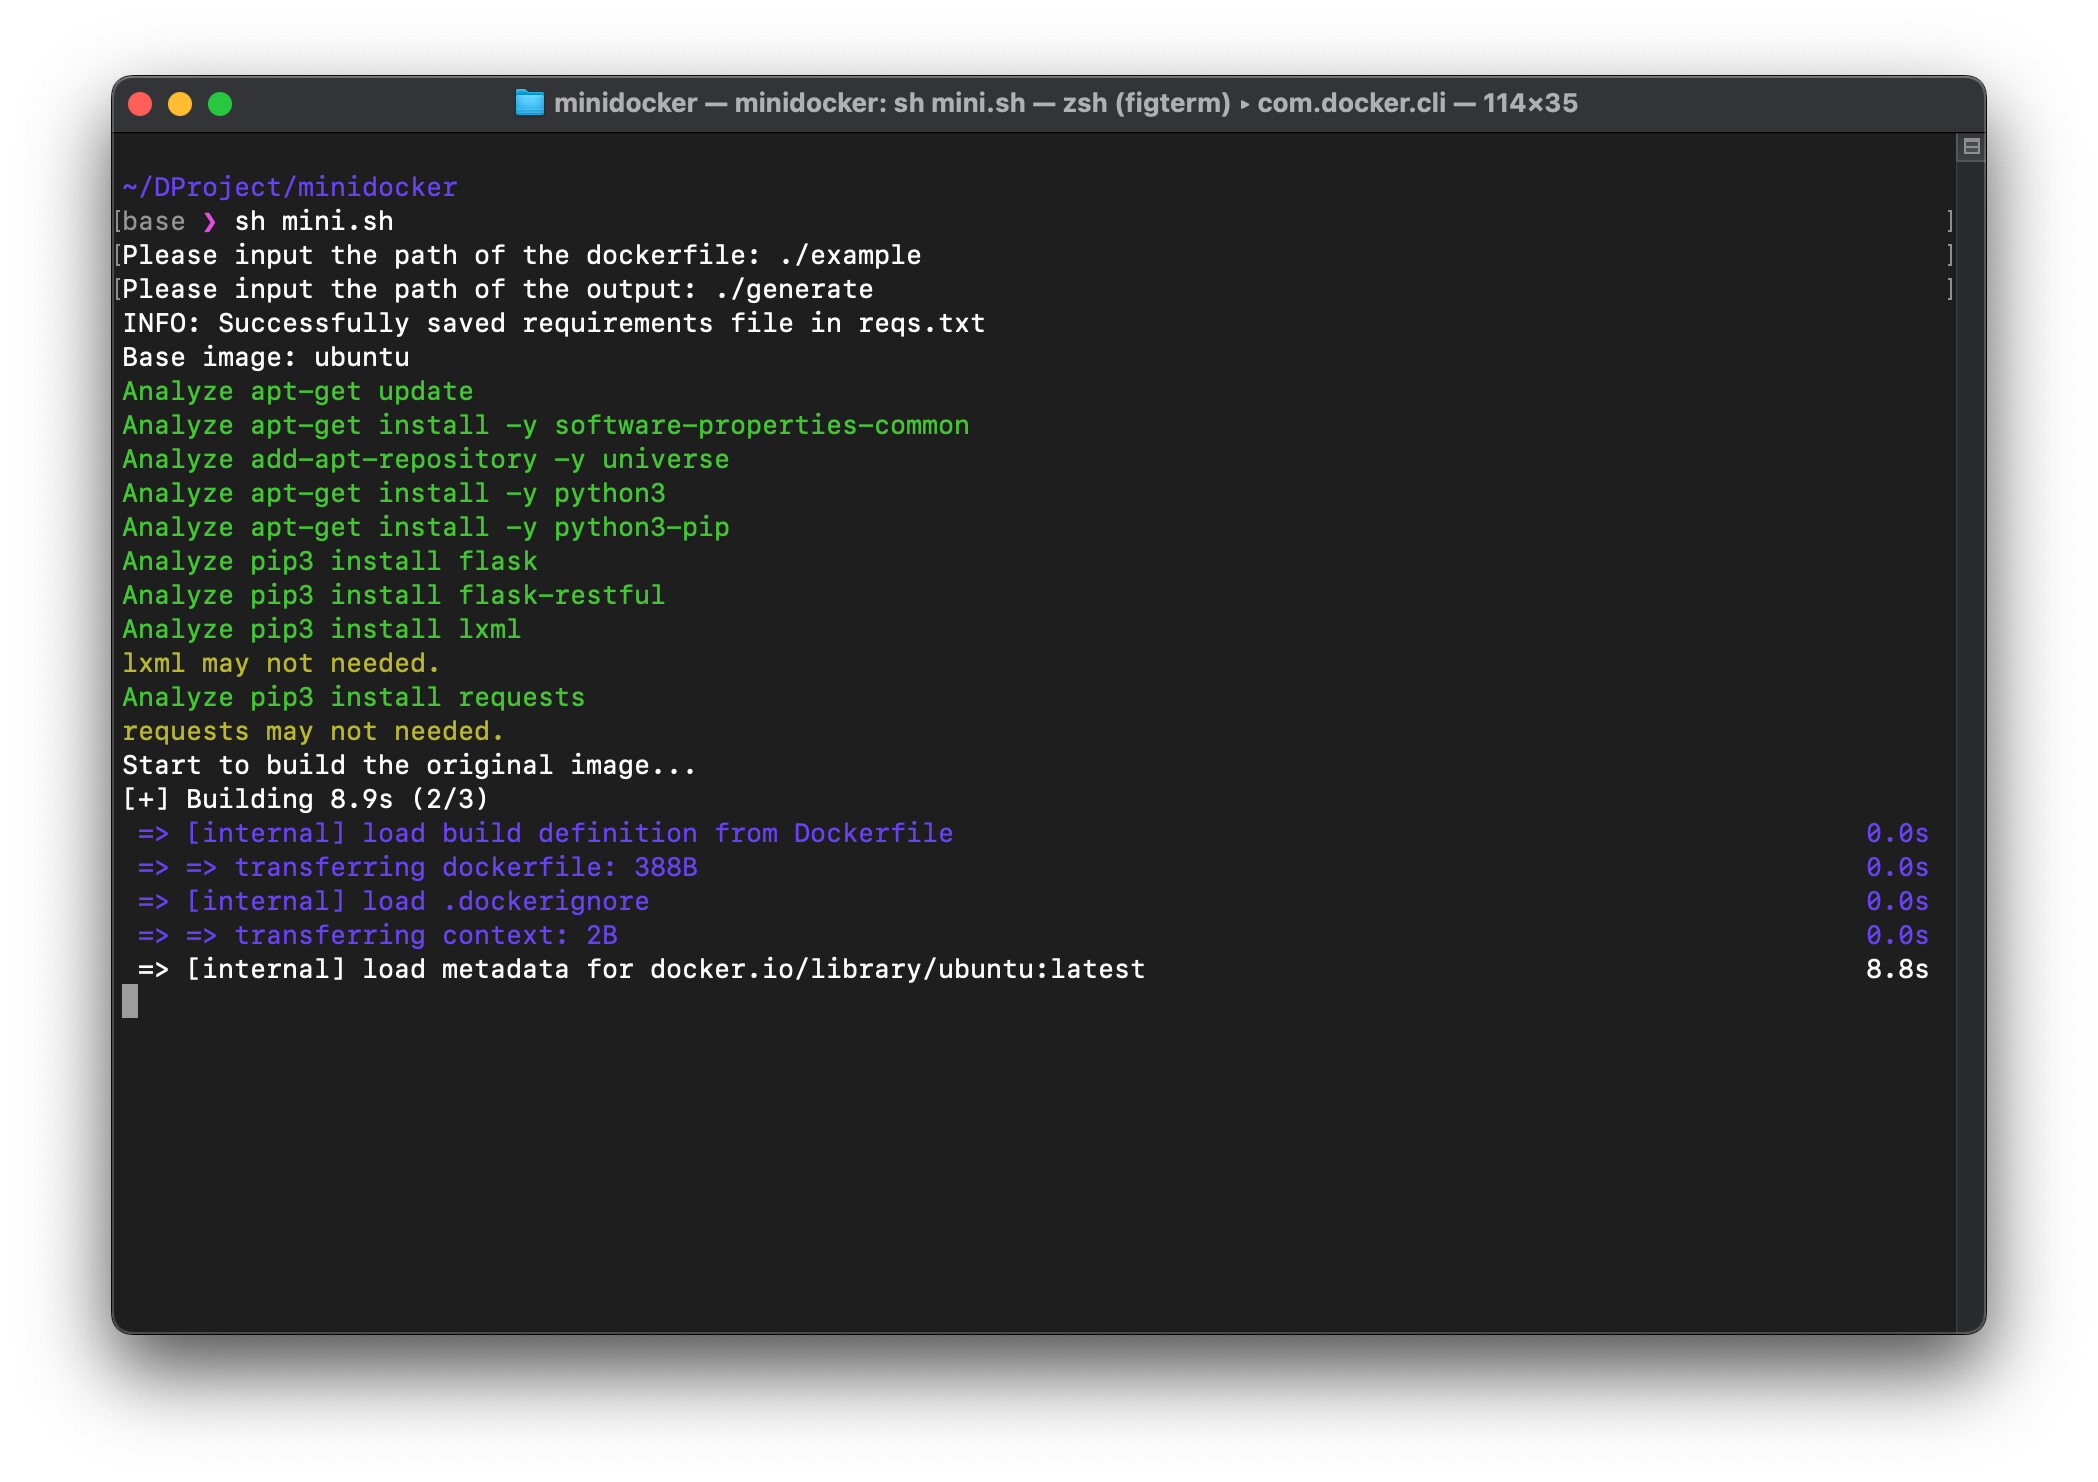 minidocker — minidocker: sh mini.sh — zsh (figterm) ▸ com.docker.cli — 114×35
~/DProject/minidocker
[base ❯ sh mini.sh ]
[Please input the path of the dockerfile: ./example ]
[Please input the path of the output: ./generate ]
INFO: Successfully saved requirements file in reqs.txt
Base image: ubuntu
Analyze apt-get update
Analyze apt-get install -y software-properties-common
Analyze add-apt-repository -y universe
Analyze apt-get install -y python3
Analyze apt-get install -y python3-pip
Analyze pip3 install flask
Analyze pip3 install flask-restful
Analyze pip3 install lxml
lxml may not needed.
Analyze pip3 install requests
requests may not needed.
Start to build the original image...
[+] Building 8.9s (2/3)
=> [internal] load build definition from Dockerfile 0.0s
=> => transferring dockerfile: 388B 0.0s
=> [internal] load .dockerignore 0.0s
=> => transferring context: 2B 0.0s
=> [internal] load metadata for docker.io/library/ubuntu:latest 8.8s